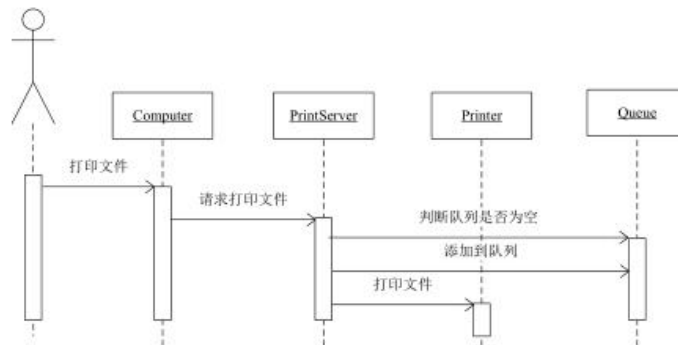 Computer
PrintServer
Printer
Queue
打印文件
请求打印文件
判断队列是否为空
添加到队列
打印文件